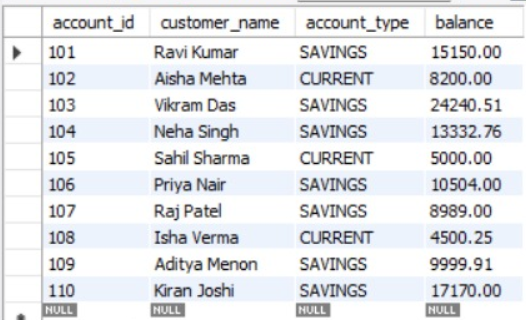 account_id customer_name account_type balance
101 Ravi Kumar SAVINGS 15150.00
102 Aisha Mehta CURRENT 8200.00
103 Vikram Das SAVINGS 24240.51
104 Neha Singh SAVINGS 13332.76
105 Sahil Sharma CURRENT 5000.00
106 Priya Nair SAVINGS 10504.00
107 Raj Patel SAVINGS 8989.00
108 Isha Verma CURRENT 4500.25
109 Aditya Menon SAVINGS 9999.91
110 Kiran Joshi SAVINGS 17170.00
NULL NULL NULL NULL